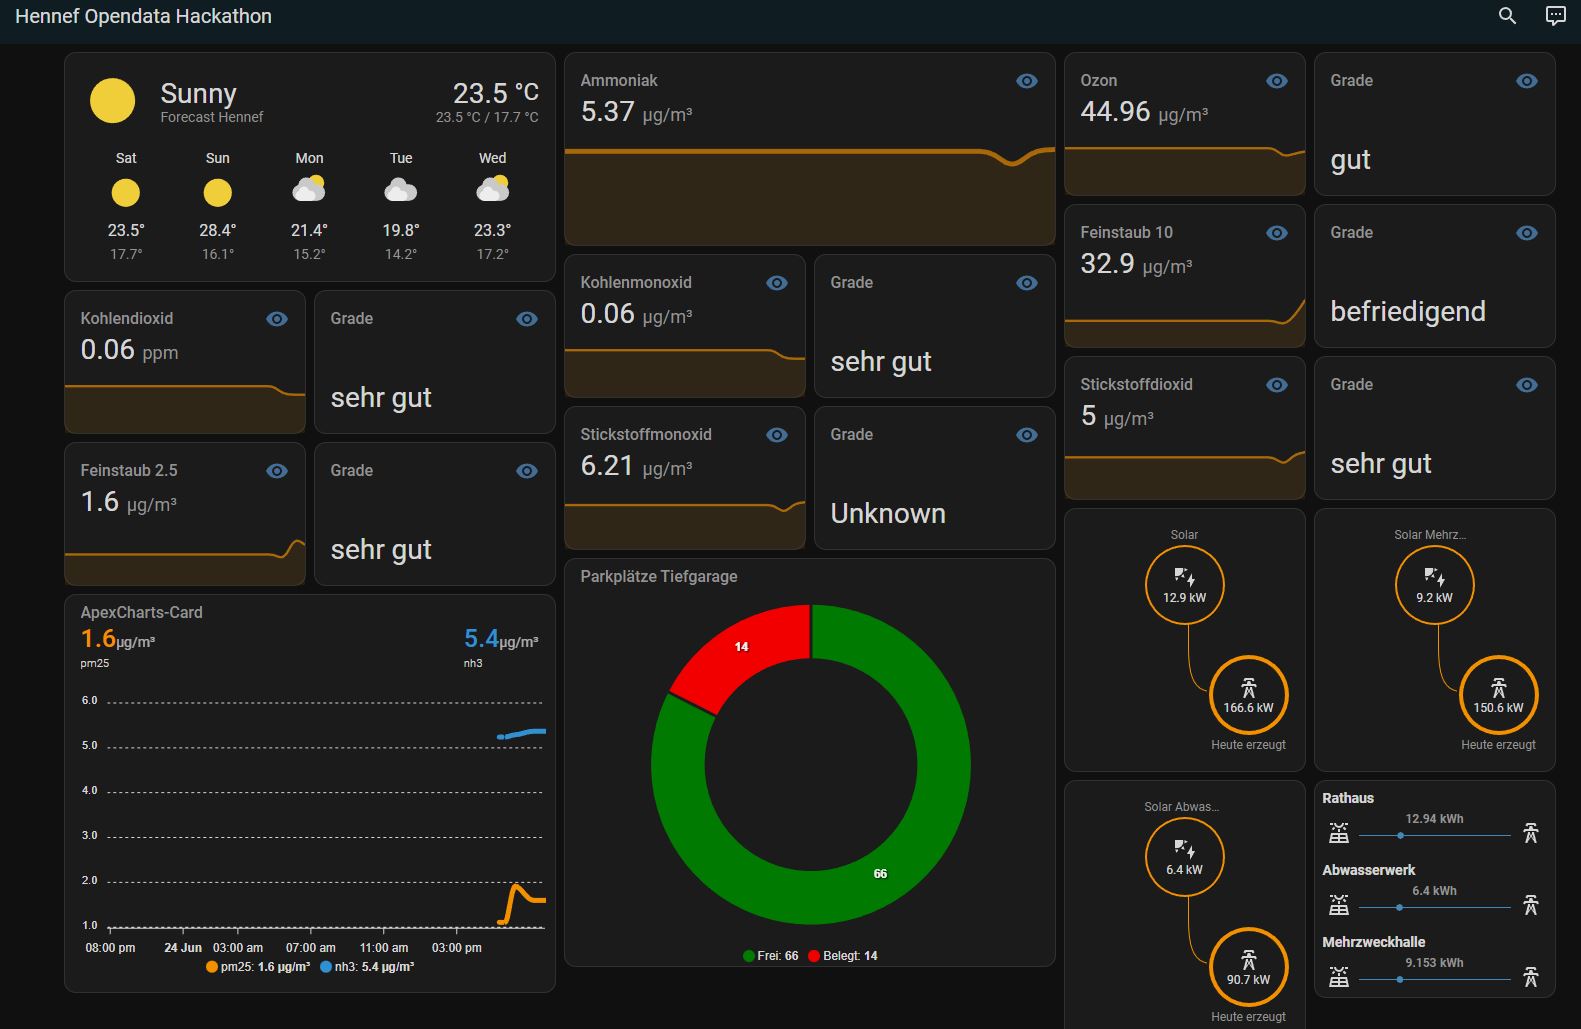 Hennef Opendata Hackathon
Sunny
Forecast Hennef
23.5 °C
23.5 °C / 17.7 °C
Sat Sun Mon Tue Wed
23.5° 28.4° 21.4° 19.8° 23.3°
17.7° 16.1° 15.2° 14.2° 17.2°
Kohlendioxid
0.06 ppm
Grade
sehr gut
Feinstaub 2.5
1.6 µg/m³
Grade
sehr gut
ApexCharts-Card
1.6µg/m³
pm25
5.4µg/m³
nh3
6.0
5.0
4.0
3.0
2.0
1.0
08:00 pm 24 Jun 03:00 am 07:00 am 11:00 am 03:00 pm
pm25: 1.6 µg/m³ nh3: 5.4 µg/m³
Ammoniak
5.37 µg/m³
Kohlenmonoxid
0.06 µg/m³
Grade
sehr gut
Stickstoffmonoxid
6.21 µg/m³
Grade
Unknown
Parkplätze Tiefgarage
14
66
Frei: 66 Belegt: 14
Ozon
44.96 µg/m³
Grade
gut
Feinstaub 10
32.9 µg/m³
Grade
befriedigend
Stickstoffdioxid
5 µg/m³
Grade
sehr gut
Solar
12.9 kW
166.6 kW
Heute erzeugt
Solar Mehrz...
9.2 kW
150.6 kW
Heute erzeugt
Solar Abwas...
6.4 kW
90.7 kW
Heute erzeugt
Rathaus
12.94 kWh
Abwasserwerk
6.4 kWh
Mehrzweckhalle
9.153 kWh